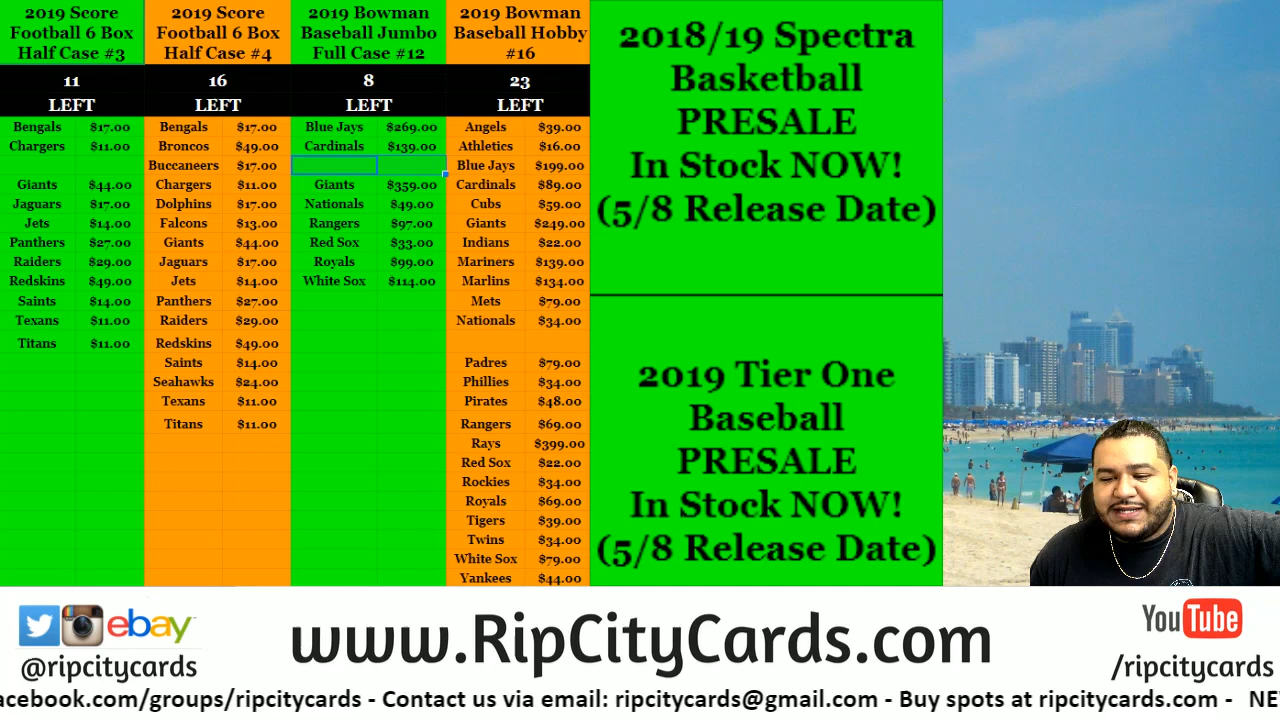 2019 Score
Football 6 Box
Half Case #3
11
LEFT
Bengals $17.00
Chargers $11.00
Giants $44.00
Jaguars $17.00
Jets $14.00
Panthers $27.00
Raiders $29.00
Redskins $49.00
Saints $14.00
Texans $11.00
Titans $11.00
2019 Score
Football 6 Box
Half Case #4
16
LEFT
Bengals $17.00
Broncos $49.00
Buccaneers $17.00
Chargers $11.00
Dolphins $17.00
Falcons $13.00
Giants $44.00
Jaguars $17.00
Jets $14.00
Panthers $27.00
Raiders $29.00
Redskins $49.00
Saints $14.00
Seahawks $24.00
Texans $11.00
Titans $11.00
2019 Bowman
Baseball Jumbo
Full Case #12
8
LEFT
Blue Jays $269.00
Cardinals $139.00
Giants $359.00
Nationals $49.00
Rangers $97.00
Red Sox $33.00
Royals $99.00
White Sox $114.00
2019 Bowman
Baseball Hobby
#16
23
LEFT
Angels $39.00
Athletics $16.00
Blue Jays $199.00
Cardinals $89.00
Cubs $59.00
Giants $249.00
Indians $22.00
Mariners $139.00
Marlins $134.00
Mets $79.00
Nationals $34.00
Padres $79.00
Phillies $34.00
Pirates $48.00
Rangers $69.00
Rays $399.00
Red Sox $22.00
Rockies $34.00
Royals $69.00
Tigers $39.00
Twins $34.00
White Sox $79.00
Yankees $44.00
2018/19 Spectra
Basketball
PRESALE
In Stock NOW!
(5/8 Release Date)
2019 Tier One
Baseball
PRESALE
In Stock NOW!
(5/8 Release Date)
ebay
@ripcitycards
www.RipCityCards.com
You Tube
/ripcitycards
acebook.com/groups/ripcitycards - Contact us via email: ripcitycards@gmail.com - Buy spots at ripcitycards.com - NE